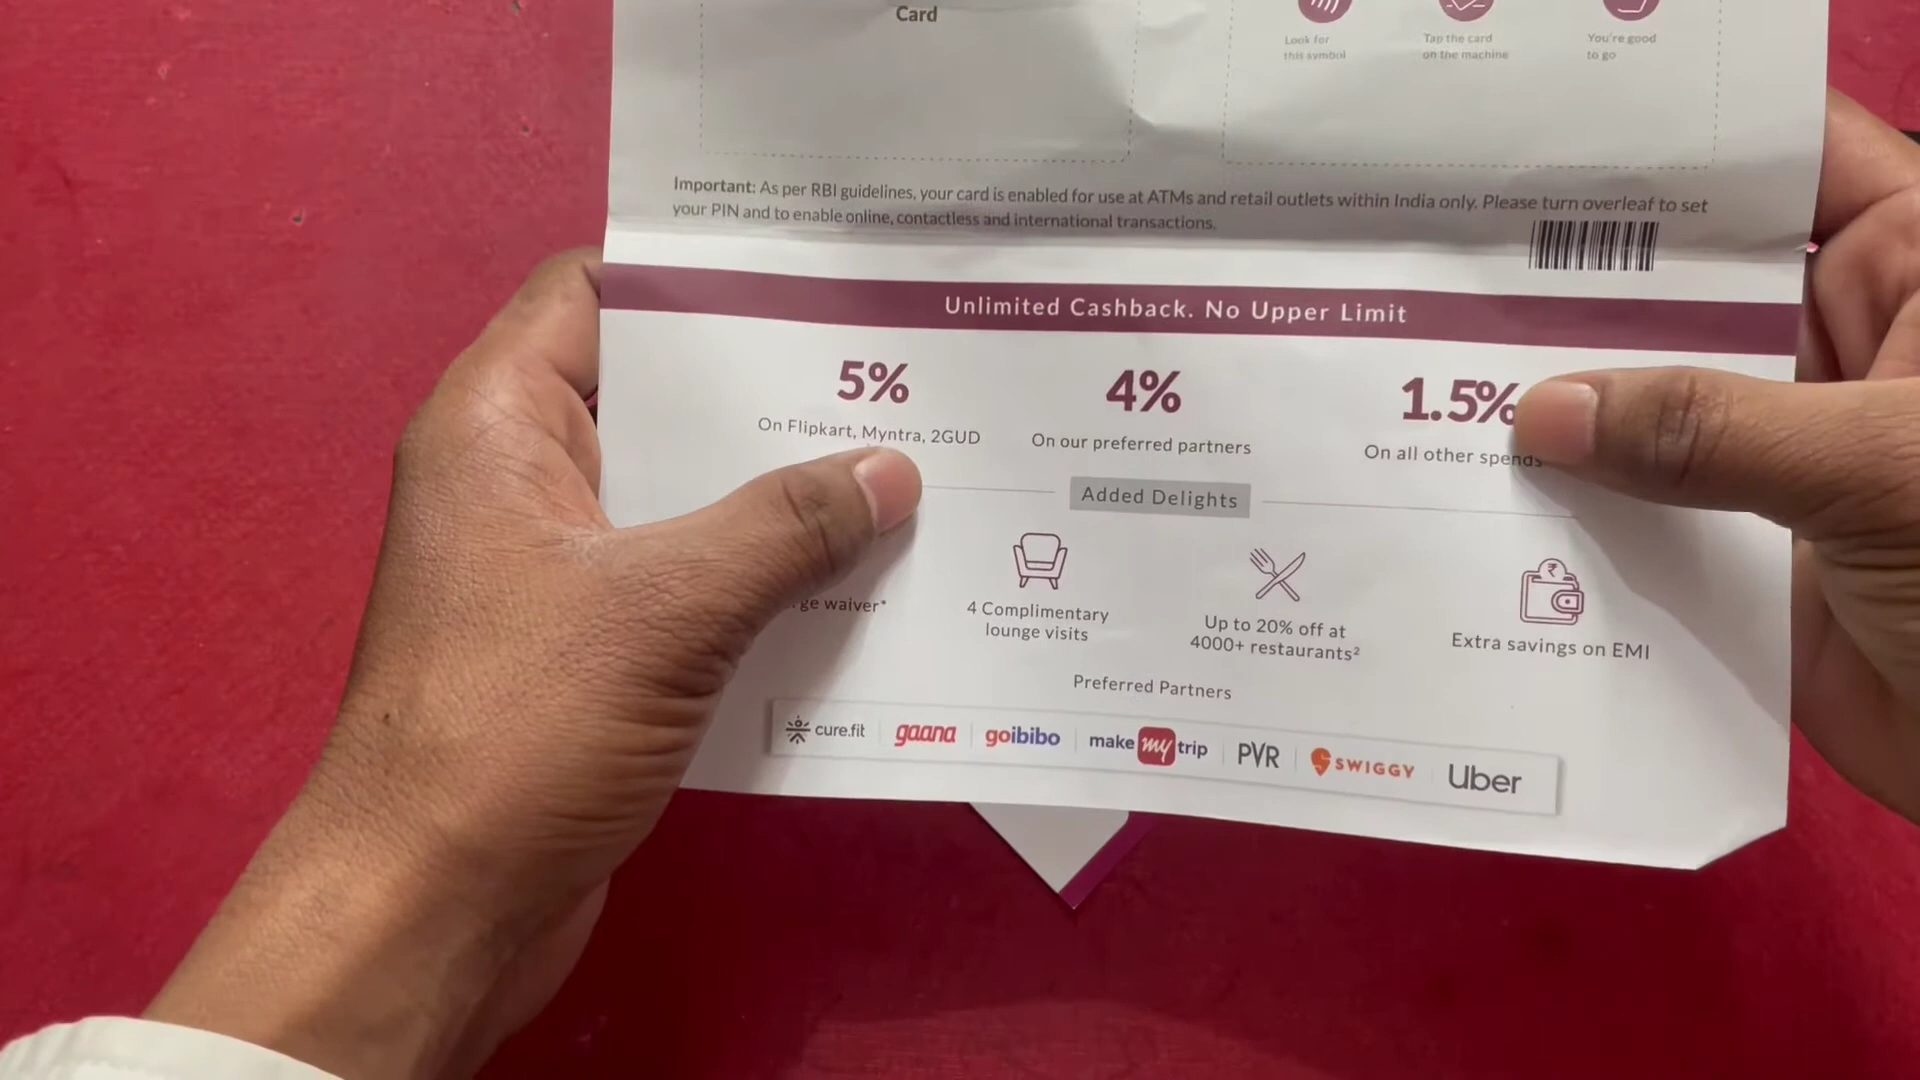 Card
Look for
this symbol
Tap the card
on the machine
You're good
to go
Important: As per RBI guidelines, your card is enabled for use at ATMs and retail outlets within India only. Please turn overleaf to set
your PIN and to enable online, contactless and international transactions.
Unlimited Cashback. No Upper Limit
5%
On Flipkart, Myntra, 2GUD
4%
On our preferred partners
1.5%
On all other spends
Added Delights
waiver*
4 Complimentary
lounge visits
Up to 20% off at
4000+ restaurants²
Extra savings on EMI
Preferred Partners
cure.fit gaana goibibo make my trip PVR SWIGGY Uber